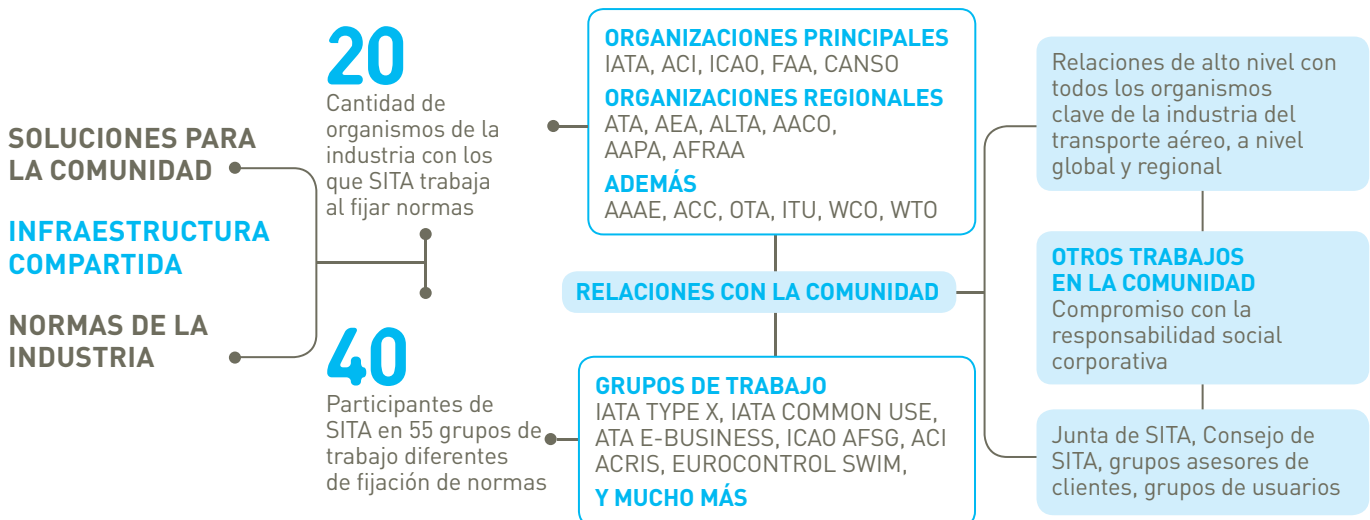 SOLUCIONES PARA
LA COMUNIDAD
INFRAESTRUCTURA
COMPARTIDA
NORMAS DE LA
INDUSTRIA
20
Cantidad de
organismos de la
industria con los
que SITA trabaja
al fijar normas
40
Participantes de
SITA en 55 grupos de
trabajo diferentes
de fijación de normas
ORGANIZACIONES PRINCIPALES
IATA, ACI, ICAO, FAA, CANSO
ORGANIZACIONES REGIONALES
ATA, AEA, ALTA, AACO,
AAPA, AFRAA
ADEMÁS
AAAE, ACC, OTA, ITU, WCO, WTO
RELACIONES CON LA COMUNIDAD
GRUPOS DE TRABAJO
IATA TYPE X, IATA COMMON USE,
ATA E-BUSINESS, ICAO AFSG, ACI
ACRIS, EUROCONTROL SWIM,
Y MUCHO MÁS
Relaciones de alto nivel con
todos los organismos
clave de la industria del
transporte aéreo, a nivel
global y regional
OTROS TRABAJOS
EN LA COMUNIDAD
Compromiso con la
responsabilidad social
corporativa
Junta de SITA, Consejo de
SITA, grupos asesores de
clientes, grupos de usuarios